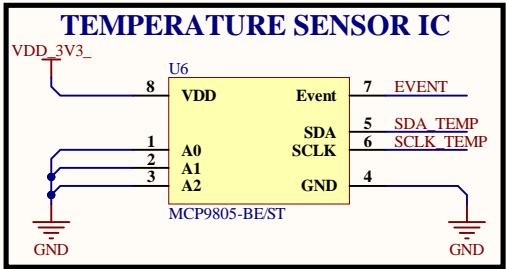 TEMPERATURE SENSOR IC
VDD_3V3_
U6
8 VDD Event 7 EVENT
SDA 5 SDA_TEMP
1 A0 SCLK 6 SCLK_TEMP
2 A1
3 A2 GND 4
MCP9805-BE/ST
GND GND